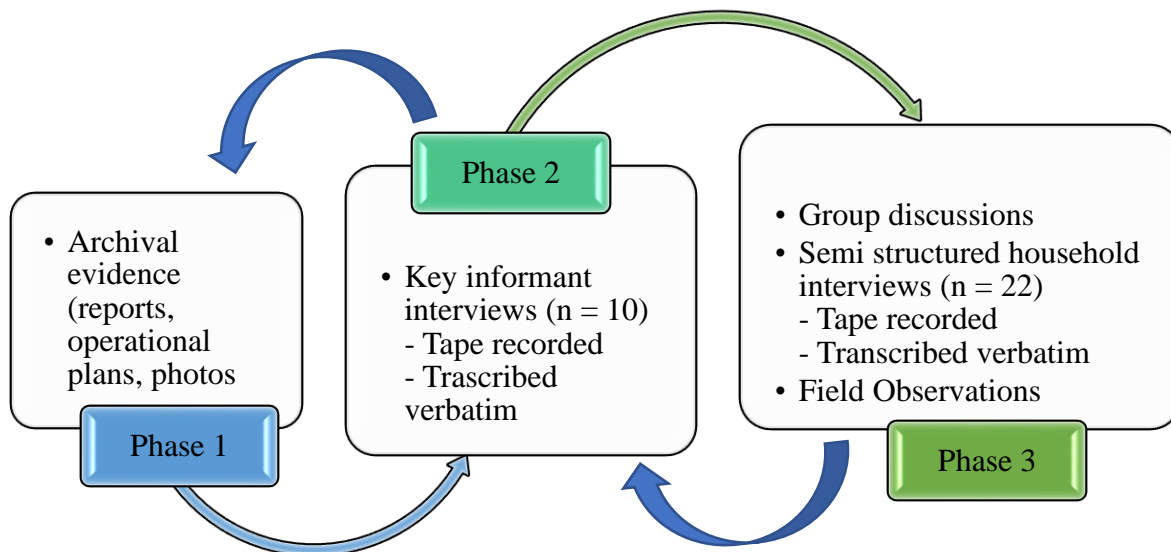 • Archival
evidence
(reports,
operational
plans, photos
Phase 1
Phase 2
• Key informant
interviews (n = 10)
- Tape recorded
- Trascribed
verbatim
• Group discussions
• Semi structured household
interviews (n = 22)
- Tape recorded
- Transcribed verbatim
• Field Observations
Phase 3